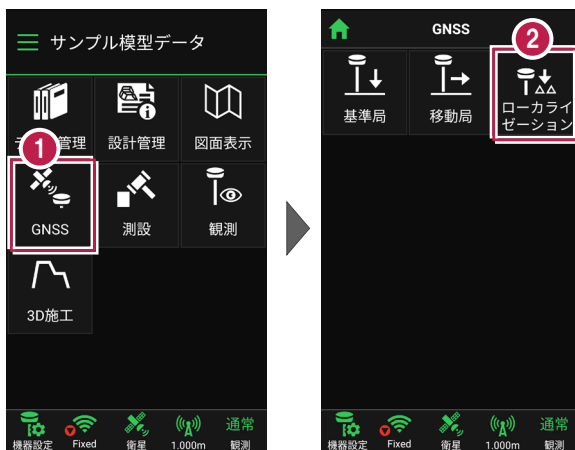 サンプル模型データ
管理
設計管理
図面表示
1
GNSS
測設
観測
3D施工
機器設定
Fixed
衛星
1.000m
通常
観測
GNSS
2
基準局
移動局
ローカライ
ゼーション
機器設定
Fixed
衛星
1.000m
通常
観測